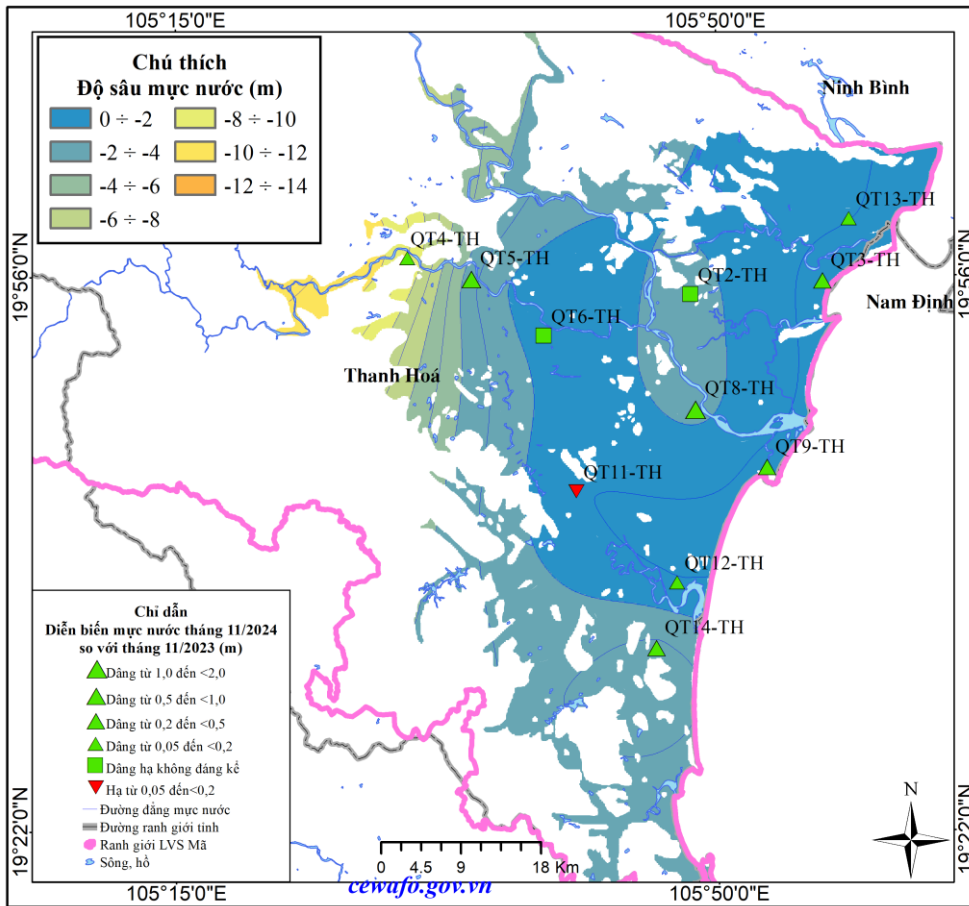 105°15'0"E
105°50'0"E
Chú thích
Độ sâu mực nước (m)
0 ÷ -2
-8 ÷ -10
-2 ÷ -4
-10 ÷ -12
-4 ÷ -6
-12 ÷ -14
-6 ÷ -8
Ninh Bình
QT13-TH
QT4-TH
QT5-TH
QT3-TH
QT2-TH
19°56'0"N
19°56'0"N
Nam Định
QT6-TH
Thanh Hoá
QT8-TH
QT9-TH
QT11-TH
QT12-TH
QT14-TH
Chỉ dẫn
Diễn biến mực nước tháng 11/2024
so với tháng 11/2023 (m)
Dâng từ 1,0 đến <2,0
Dâng từ 0,5 đến <1,0
Dâng từ 0,2 đến <0,5
Dâng từ 0,05 đến <0,2
Dâng hạ không đáng kể
Hạ từ 0,05 đến<0,2
Đường đẳng mực nước
Đường ranh giới tỉnh
Ranh giới LVS Mã
Sông, hồ
N
19°22'0"N
19°22'0"N
0 4.5 9 18 Km
cewafo.gov.vn
105°15'0"E
105°50'0"E